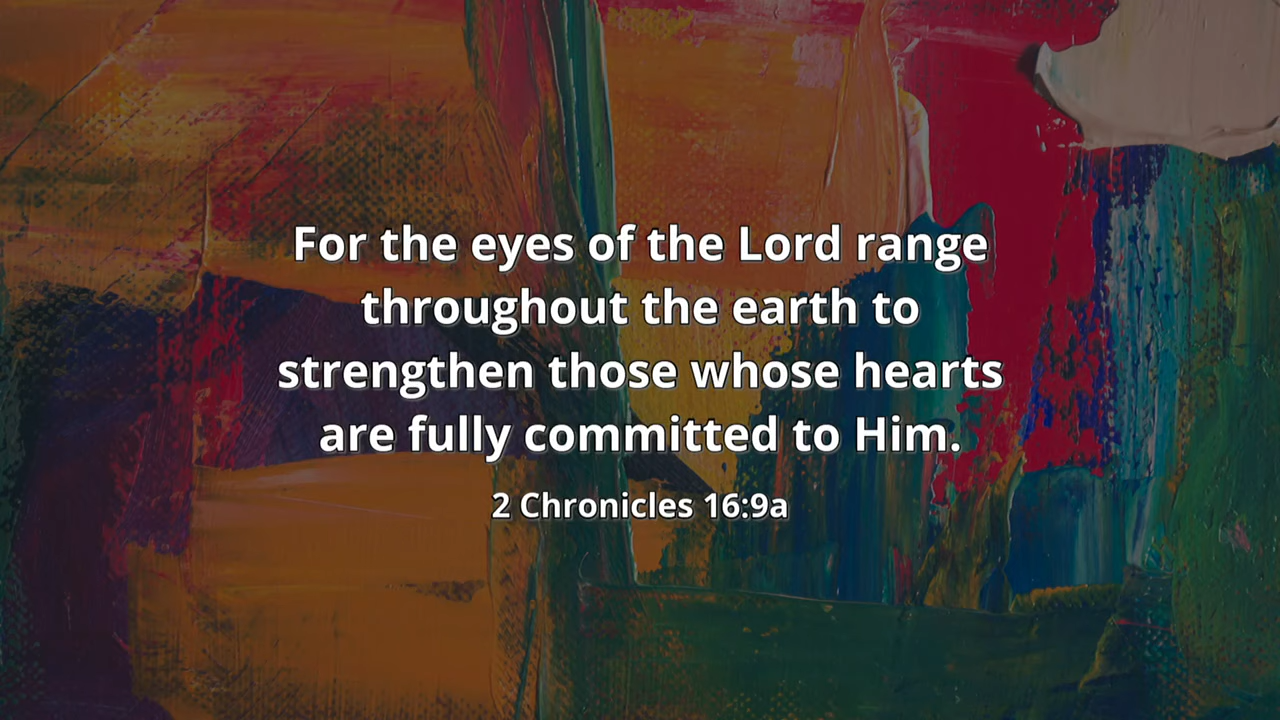 For the eyes of the Lord range
throughout the earth to
strengthen those whose hearts
are fully committed to Him.
2 Chronicles 16:9a